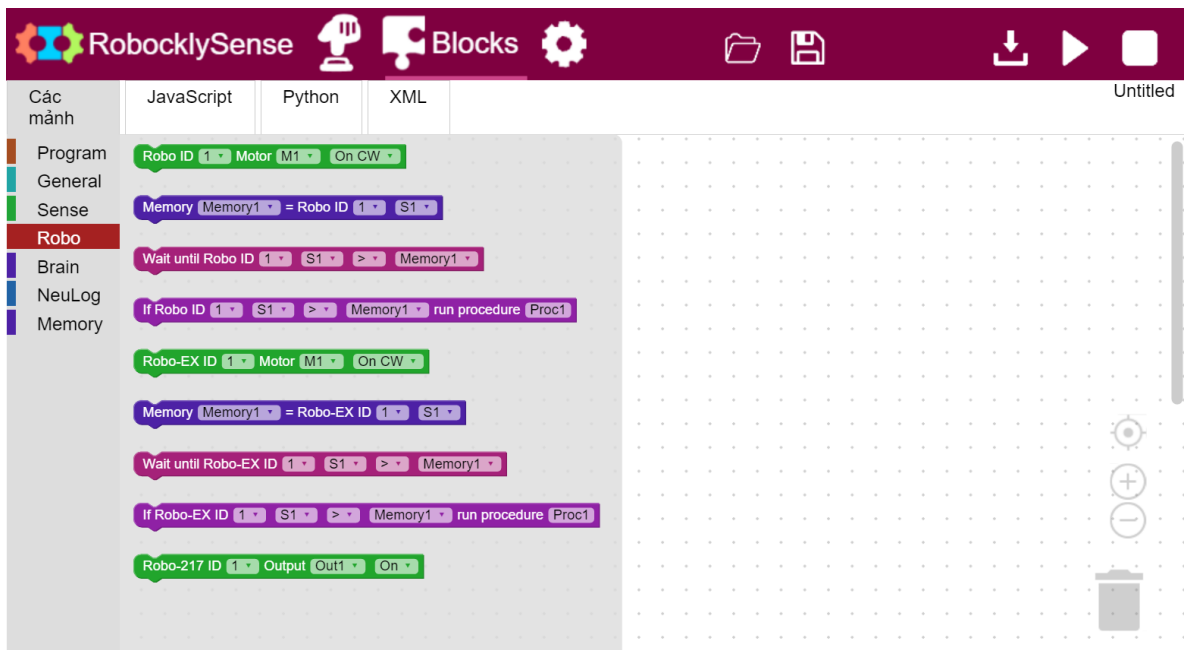 RobocklySense Blocks
Các mảnh JavaScript Python XML Untitled
Program
General
Sense
Robo
Brain
NeuLog
Memory
Robo ID 1 Motor M1 On CW
Memory Memory1 = Robo ID 1 S1
Wait until Robo ID 1 S1 > Memory1
If Robo ID 1 S1 > Memory1 run procedure Proc1
Robo-EX ID 1 Motor M1 On CW
Memory Memory1 = Robo-EX ID 1 S1
Wait until Robo-EX ID 1 S1 > Memory1
If Robo-EX ID 1 S1 > Memory1 run procedure Proc1
Robo-217 ID 1 Output Out1 On